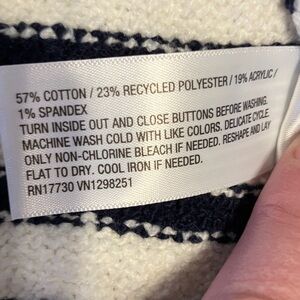 57% COTTON / 23% RECYCLED POLYESTER / 19% ACRYLIC /
1% SPANDEX
TURN INSIDE OUT AND CLOSE BUTTONS BEFORE WASHING.
MACHINE WASH COLD WITH LIKE COLORS. DELICATE CYCLE.
ONLY NON-CHLORINE BLEACH IF NEEDED. RESHAPE AND LAY
FLAT TO DRY. COOL IRON IF NEEDED.
RN17730 VN1298251